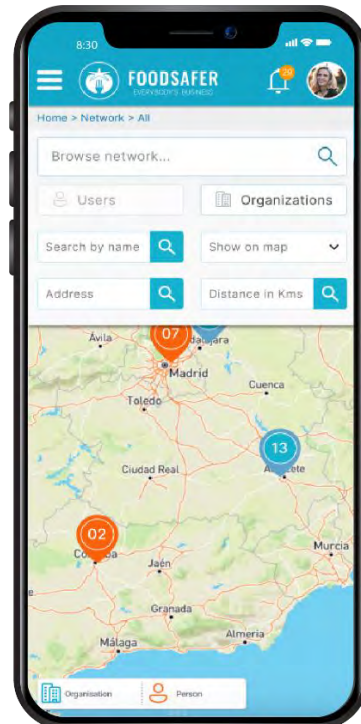 8:30
FOODSAFER
EVERYBODY'S BUSINESS
29
Home > Network > All
Browse network...
Users
Organizations
Search by name
Show on map
Address
Distance in Kms
07
Ávila
Madrid
Cuenca
Toledo
13
Ciudad Real
02
Murcia
Jaén
Granada
Almería
Málaga
Organisation
Person